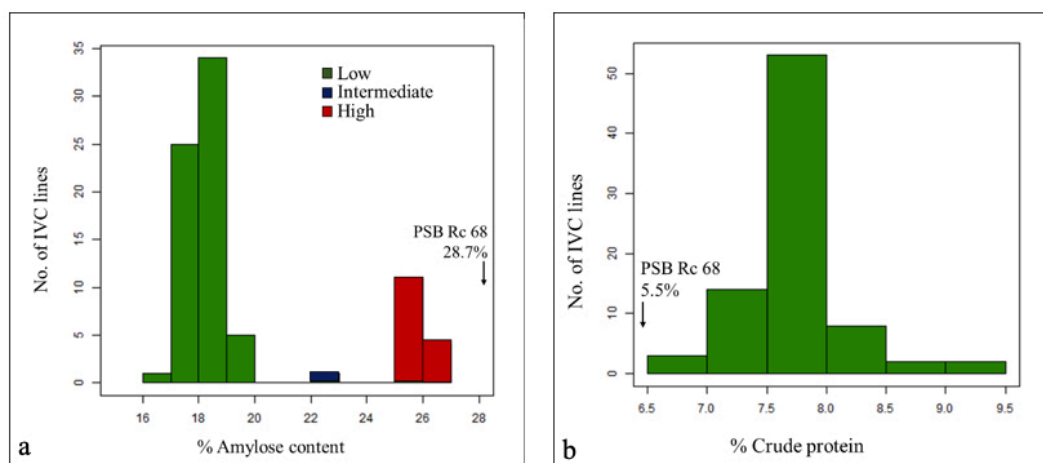 No. of IVC lines
35
30
25
20
15
10
5
0
Low
Intermediate
High
PSB Rc 68
28.7%
16
18
20
22
24
26
28
% Amylose content
a
No. of IVC lines
50
40
30
20
10
0
PSB Rc 68
5.5%
6.5
7.0
7.5
8.0
8.5
9.0
9.5
% Crude protein
b